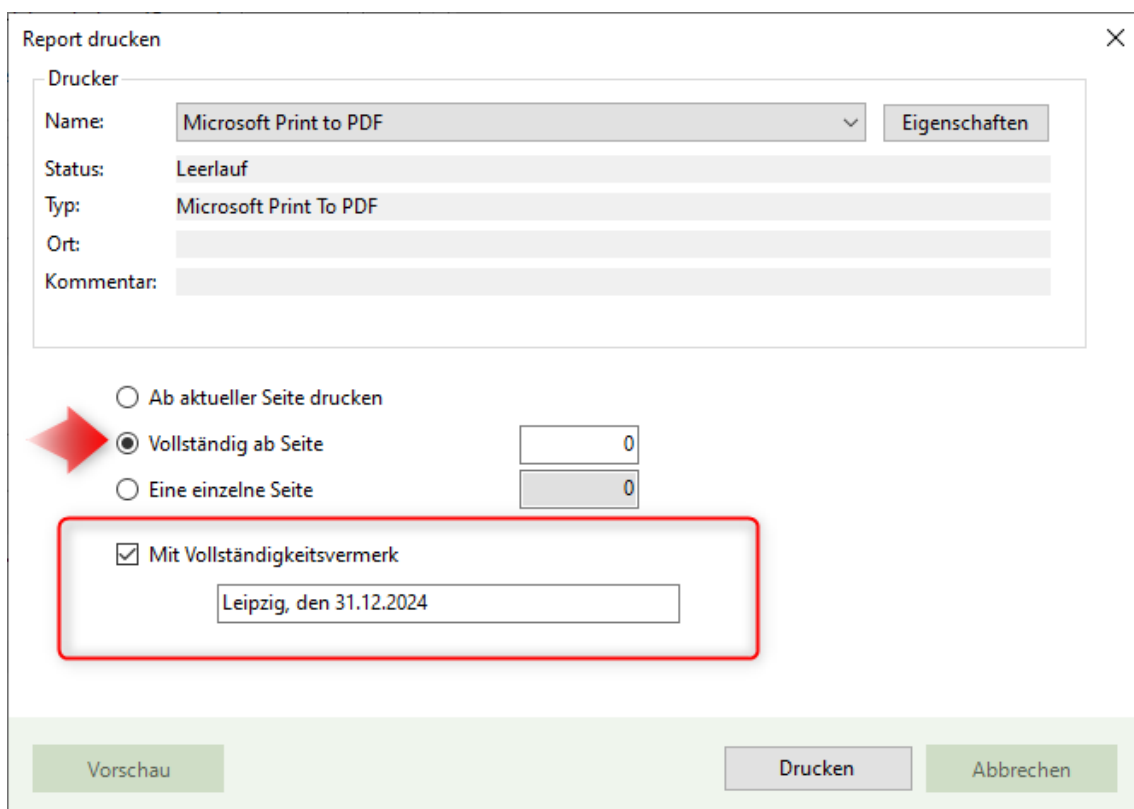 Report drucken
Drucker
Name: Microsoft Print to PDF Eigenschaften
Status: Leerlauf
Typ: Microsoft Print To PDF
Ort:
Kommentar:
Ab aktueller Seite drucken
Vollständig ab Seite 0
Eine einzelne Seite 0
Mit Vollständigkeitsvermerk
Leipzig, den 31.12.2024
Vorschau Drucken Abbrechen